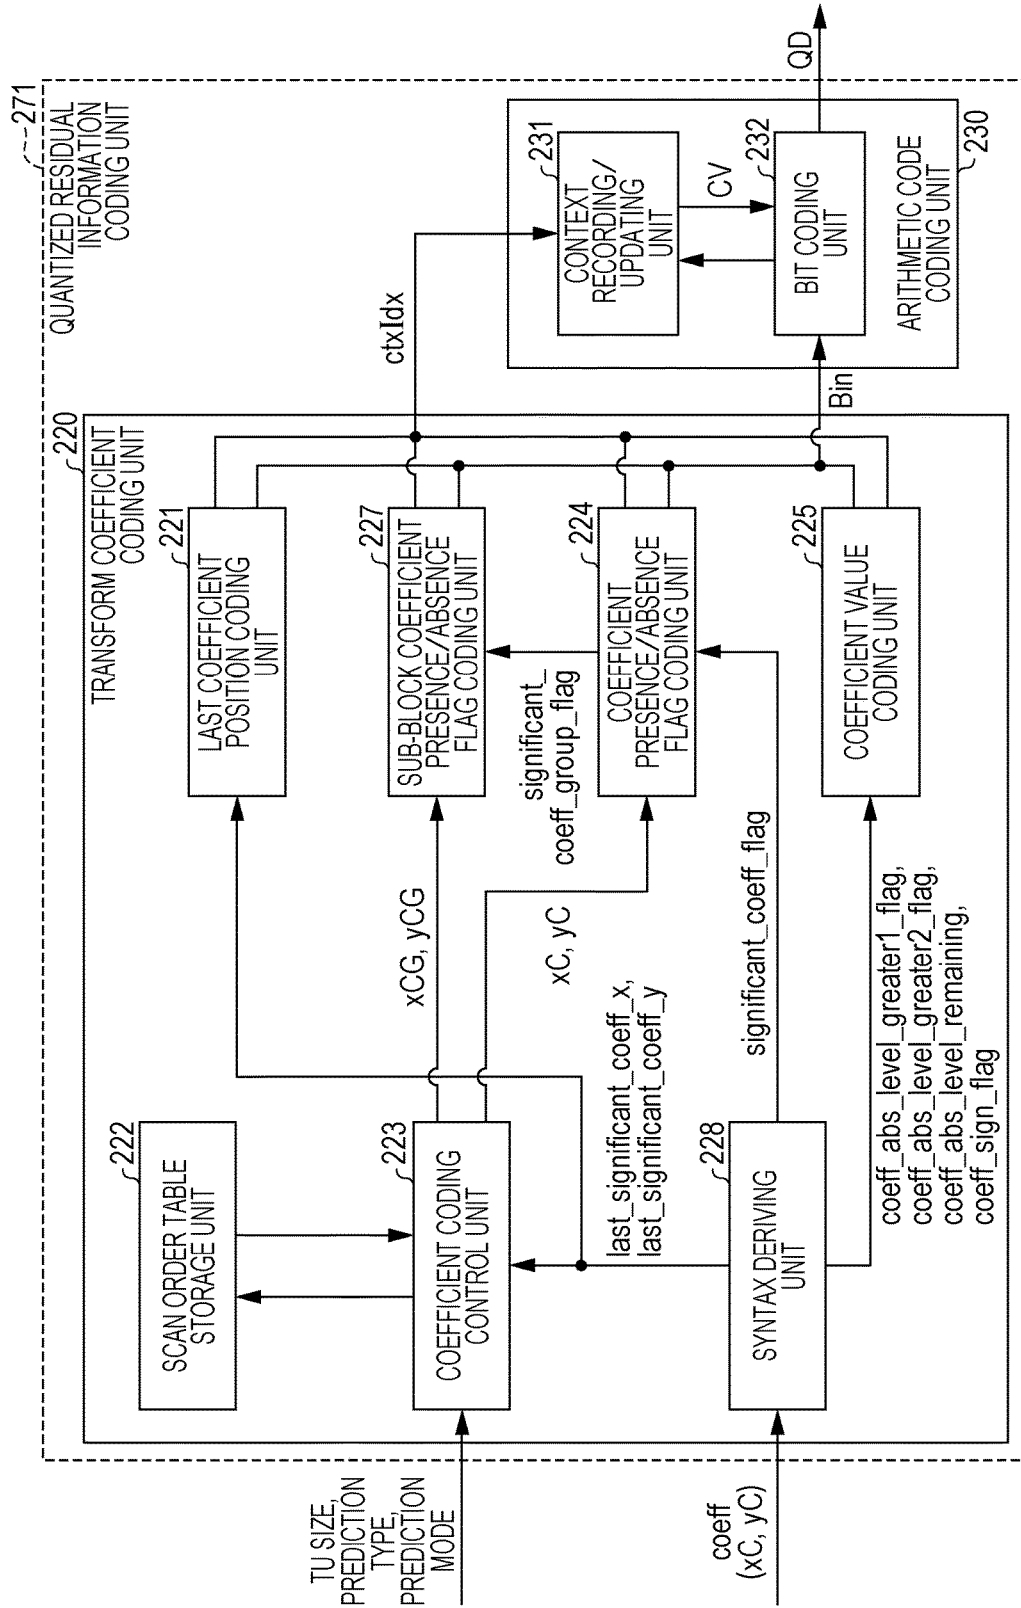 271
QUANTIZED RESIDUAL
INFORMATION
CODING UNIT
220
TRANSFORM COEFFICIENT
CODING UNIT
TU SIZE,
PREDICTION
TYPE,
PREDICTION
MODE
coeff
(xC, yC)
222
SCAN ORDER TABLE
STORAGE UNIT
223
COEFFICIENT CODING
CONTROL UNIT
228
SYNTAX DERIVING
UNIT
xCG, yCG
xC, yC
last_significant_coeff_x,
last_significant_coeff_y
significant_coeff_flag
coeff_abs_level_greater1_flag,
coeff_abs_level_greater2_flag,
coeff_abs_level_remaining,
coeff_sign_flag
221
LAST COEFFICIENT
POSITION CODING
UNIT
227
SUB-BLOCK COEFFICIENT
PRESENCE/ABSENCE
FLAG CODING UNIT
significant_
coeff_group_flag
224
COEFFICIENT
PRESENCE/ABSENCE
FLAG CODING UNIT
225
COEFFICIENT VALUE
CODING UNIT
ctxIdx
Bin
231
CONTEXT
RECORDING/
UPDATING
UNIT
CV
232
BIT CODING
UNIT
ARITHMETIC CODE
CODING UNIT
230
QD